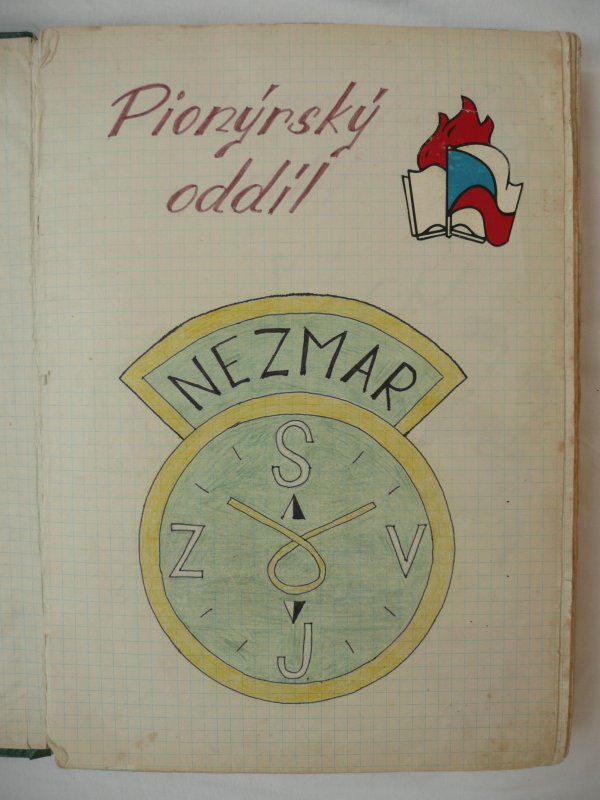 Pionýrský
oddíl
NEZMAR
S
Z V
J